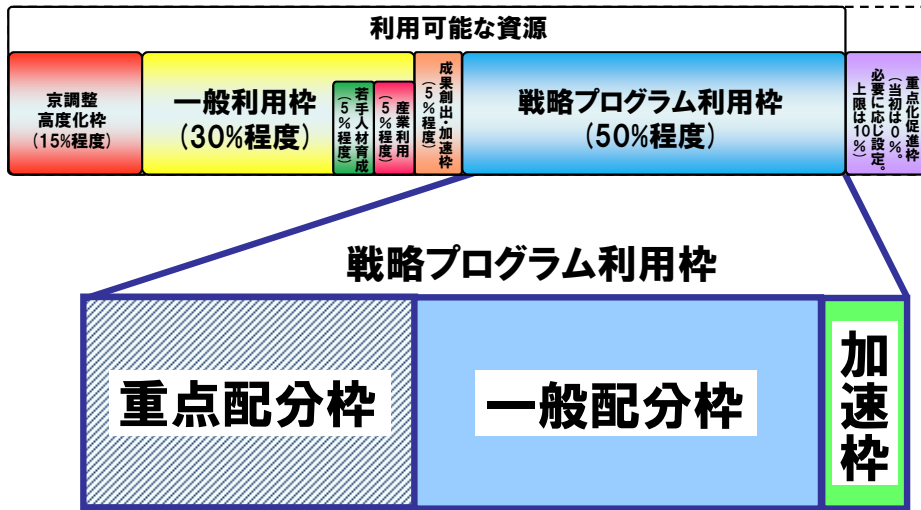 利用可能な資源
京調整
高度化枠
(15%程度)
一般利用枠
(30%程度)
若手人材育成
(5%程度)
産業利用
(5%程度)
成果創出・加速枠
(5%程度)
戦略プログラム利用枠
(50%程度)
重点化促進枠
(当初は0%。
必要に応じ設定。
上限は10%)
戦略プログラム利用枠
重点配分枠
一般配分枠
加速枠